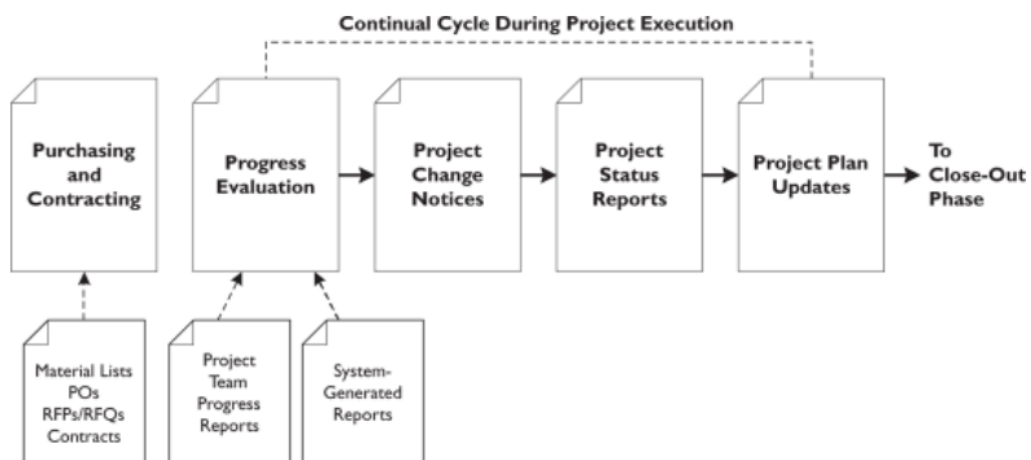 Continual Cycle During Project Execution
Purchasing
and
Contracting
Progress
Evaluation
Project
Change
Notices
Project
Status
Reports
Project Plan
Updates
To
Close-Out
Phase
Material Lists
POs
RFPs/RFQs
Contracts
Project
Team
Progress
Reports
System-
Generated
Reports